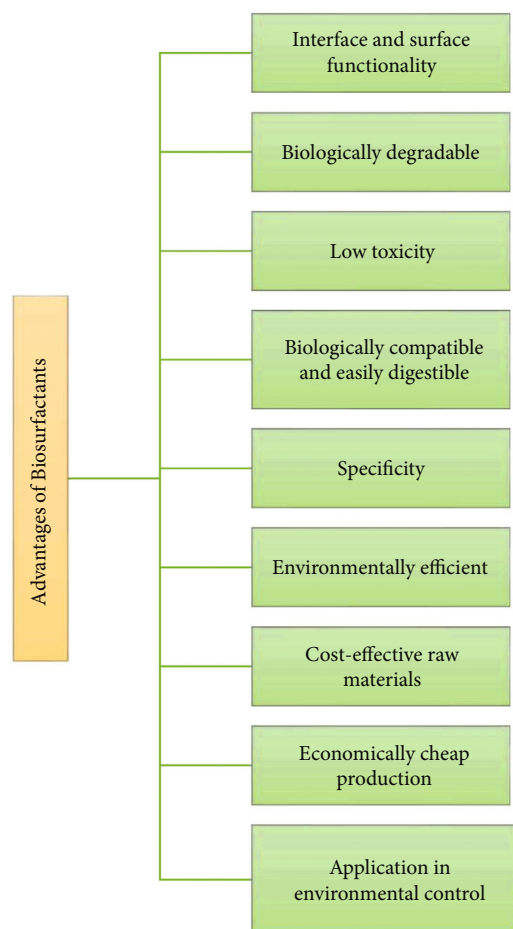 Advantages of Biosurfactants
Interface and surface
functionality
Biologically degradable
Low toxicity
Biologically compatible
and easily digestible
Specificity
Environmentally efficient
Cost-effective raw
materials
Economically cheap
production
Application in
environmental control